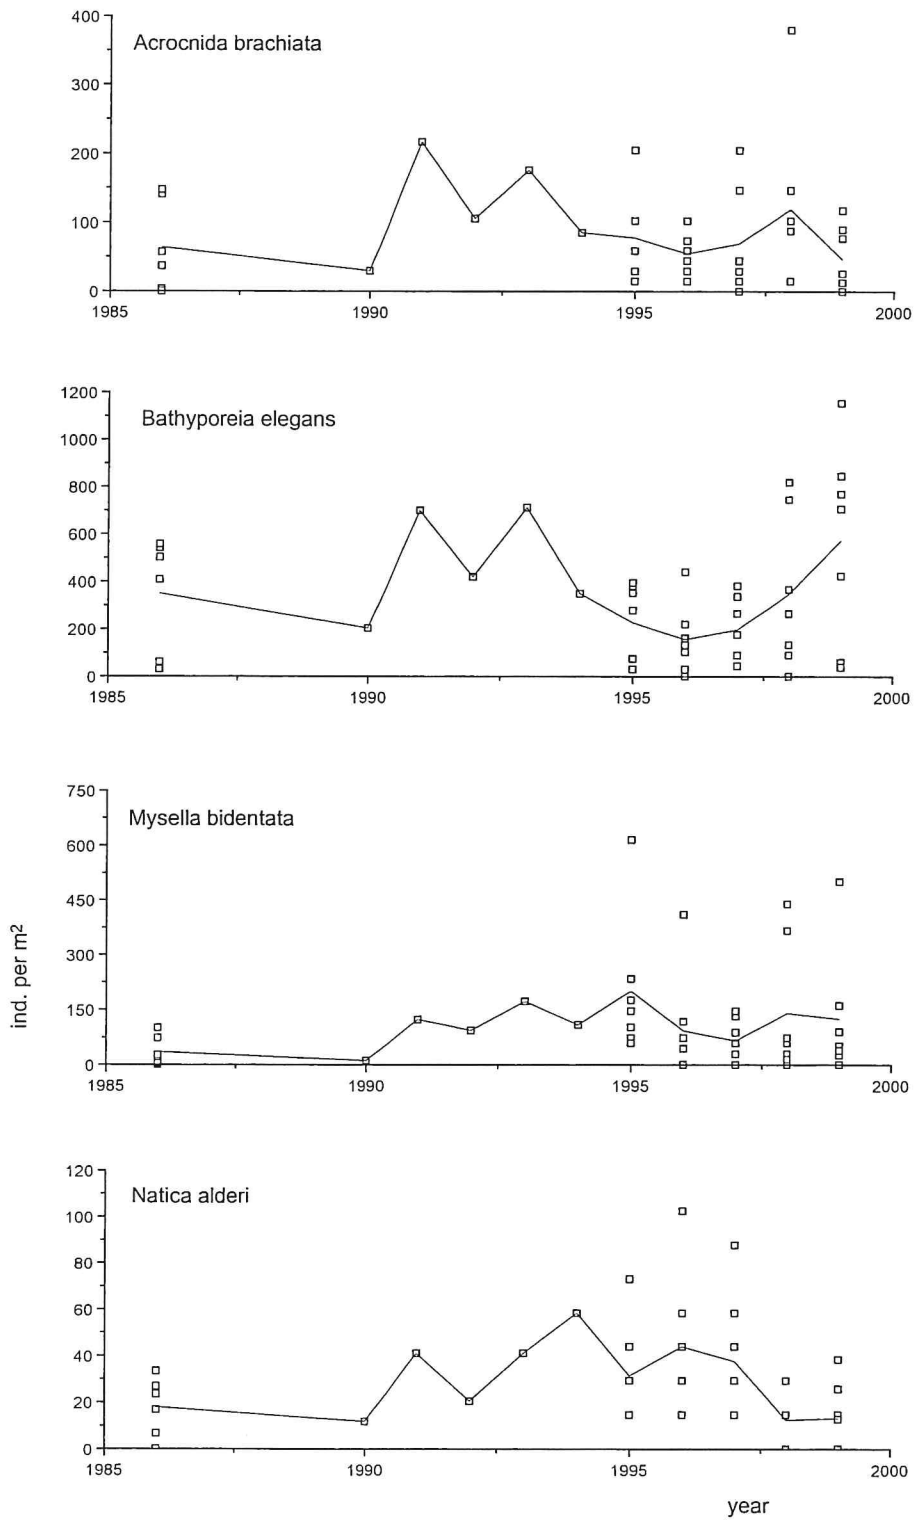 Acrocnida brachiata
400
300
200
100
0
1985 1990 1995 2000
Bathyporeia elegans
1200
1000
800
600
400
200
0
1985 1990 1995 2000
Mysella bidentata
750
600
450
300
150
0
1985 1990 1995 2000
ind. per m²
Natica alderi
120
100
80
60
40
20
0
1985 1990 1995 2000
year